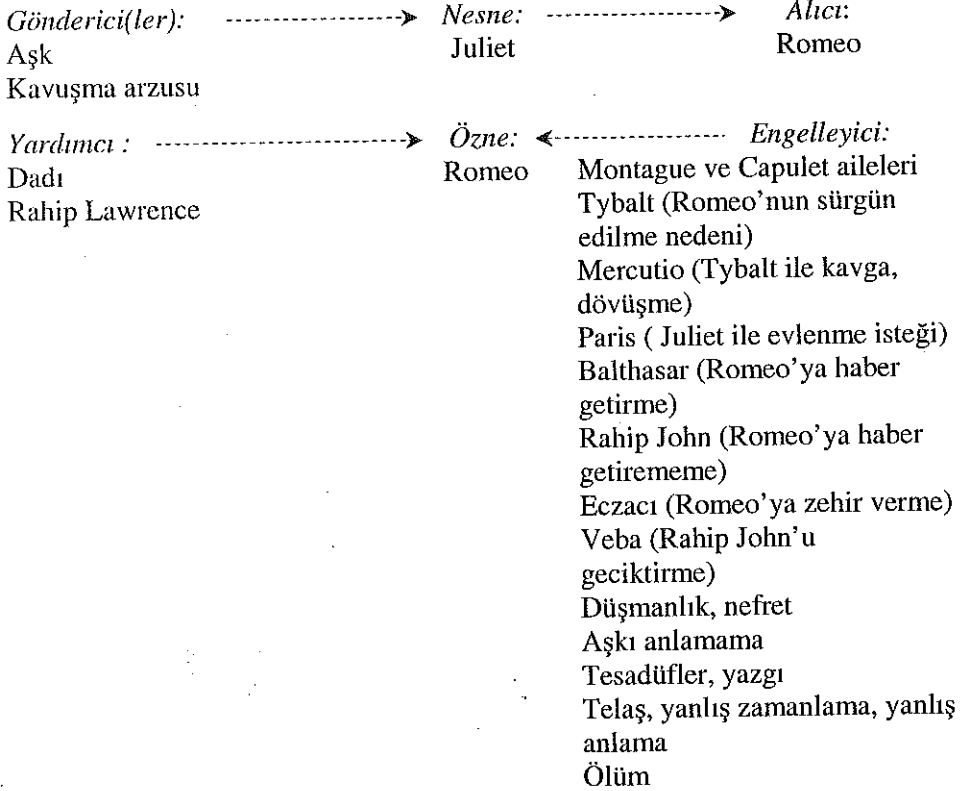 Gönderici(ler): ----------------------> Nesne: ----------------------> Alıcı:
Aşk Juliet Romeo
Kavuşma arzusu
Yardımcı : -----------------------------> Özne: <--------------------- Engelleyici:
Dadı Romeo Montague ve Capulet aileleri
Rahip Lawrence Tybalt (Romeo'nun sürgün
edilme nedeni)
Mercutio (Tybalt ile kavga,
dövüşme)
Paris ( Juliet ile evlenme isteği)
Balthasar (Romeo'ya haber
getirme)
Rahip John (Romeo'ya haber
getirememe)
Eczacı (Romeo'ya zehir verme)
Veba (Rahip John'u
geciktirme)
Düşmanlık, nefret
Aşkı anlamama
Tesadüfler, yazgı
Telaş, yanlış zamanlama, yanlış
anlama
Ölüm